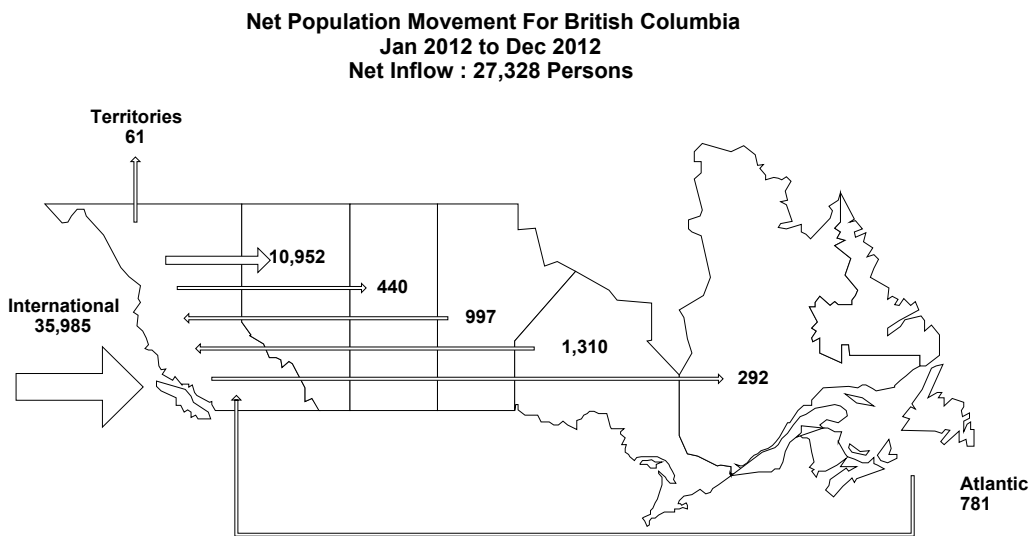 Net Population Movement For British Columbia
Jan 2012 to Dec 2012
Net Inflow : 27,328 Persons
Territories
61
10,952
440
International
35,985
997
1,310
292
Atlantic
781